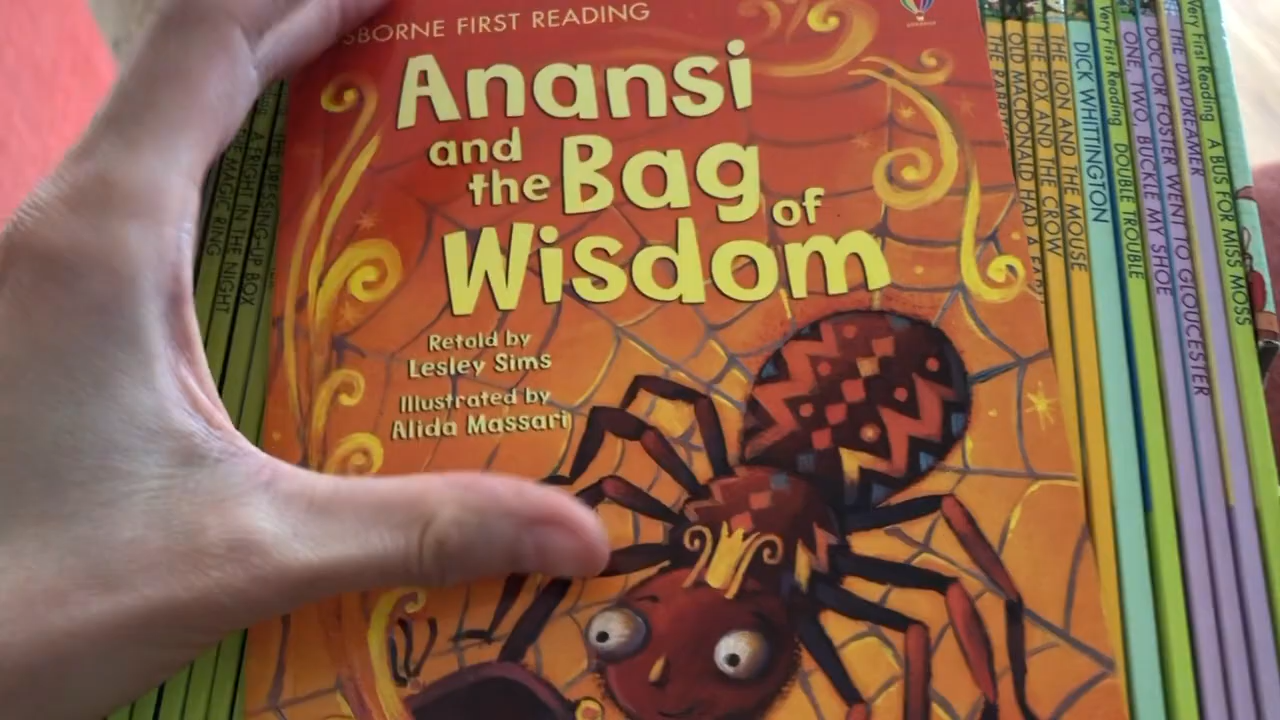 SBORNE FIRST READING
Anansi
and
the Bag of
Wisdom
Retold by
Lesley Sims
Illustrated by
Alida Massari
THE MAGIC RING
A FRIGHT IN THE NIGHT
THE DRESSING-UP BOX
OLD MACDONALD HAD A FARM
THE FOX AND THE CROW
THE LION AND THE MOUSE
DICK WHITTINGTON
Very First Reading DOUBLE TROUBLE
ONE, TWO, BUCKLE MY SHOE
DOCTOR FOSTER WENT TO GLOUCESTER
THE DAYDREAMER
Very First Reading A BUS FOR MISS MOSS